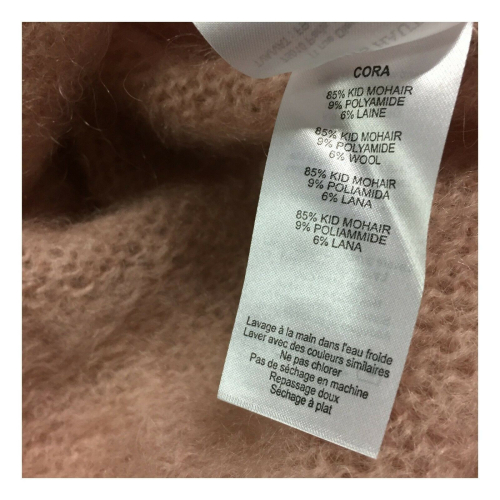 CORA
85% KID MOHAIR
9% POLYAMIDE
6% LAINE
85% KID MOHAIR
9% POLYAMIDE
6% WOOL
85% KID MOHAIR
9% POLIAMIDA
6% LANA
85% KID MOHAIR
9% POLIAMMIDE
6% LANA
Lavage à la main dans l'eau froide
Laver avec des couleurs similaires
Ne pas chlorer
Pas de séchage en machine
Repassage doux
Séchage à plat